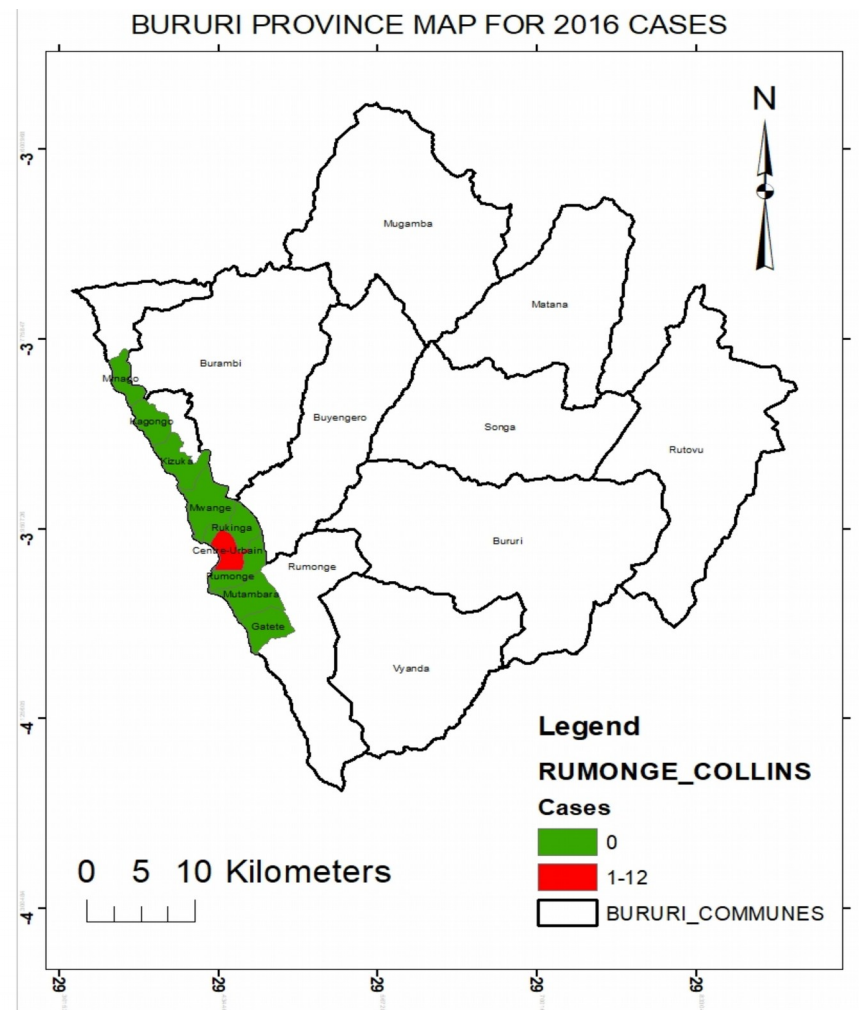 BURURI PROVINCE MAP FOR 2016 CASES
N
-3
Mugamba
Matana
-3
Burambi
Minago
Buyengero
Kagongo
Songa
Rutovu
Kizuka
Mwange
Rukinga
-3
Bururi
Centre-Urbain
Rumonge
Rumonge
Mutambara
Gatete
Vyanda
-4
Legend
RUMONGE_COLLINS
Cases
0
1-12
BURURI_COMMUNES
0 5 10 Kilometers
-4
29 29 29 29 29